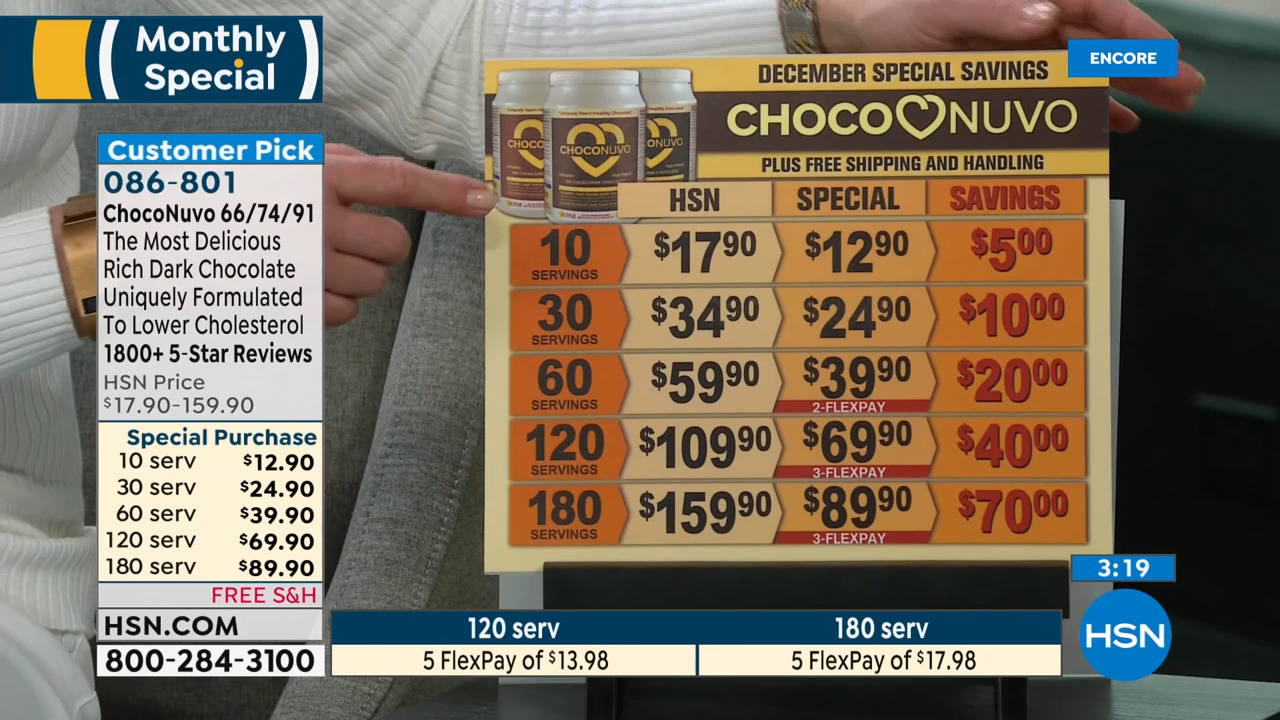 Monthly
Special
Customer Pick
086-801
ChocoNuvo 66/74/91
The Most Delicious
Rich Dark Chocolate
Uniquely Formulated
To Lower Cholesterol
1800+ 5-Star Reviews
HSN Price
$17.90-159.90
Special Purchase
10 serv $12.90
30 serv $24.90
60 serv $39.90
120 serv $69.90
180 serv $89.90
FREE S&H
HSN.COM
800-284-3100
ENCORE
DECEMBER SPECIAL SAVINGS
CHOCONUVO
PLUS FREE SHIPPING AND HANDLING
CHOCONUVO
HSN SPECIAL SAVINGS
10 SERVINGS $17.90 $12.90 $5.00
30 SERVINGS $34.90 $24.90 $10.00
60 SERVINGS $59.90 $39.90 $20.00
2-FLEXPAY
120 SERVINGS $109.90 $69.90 $40.00
3-FLEXPAY
180 SERVINGS $159.90 $89.90 $70.00
3-FLEXPAY
3:19
HSN
120 serv 180 serv
5 FlexPay of $13.98 5 FlexPay of $17.98